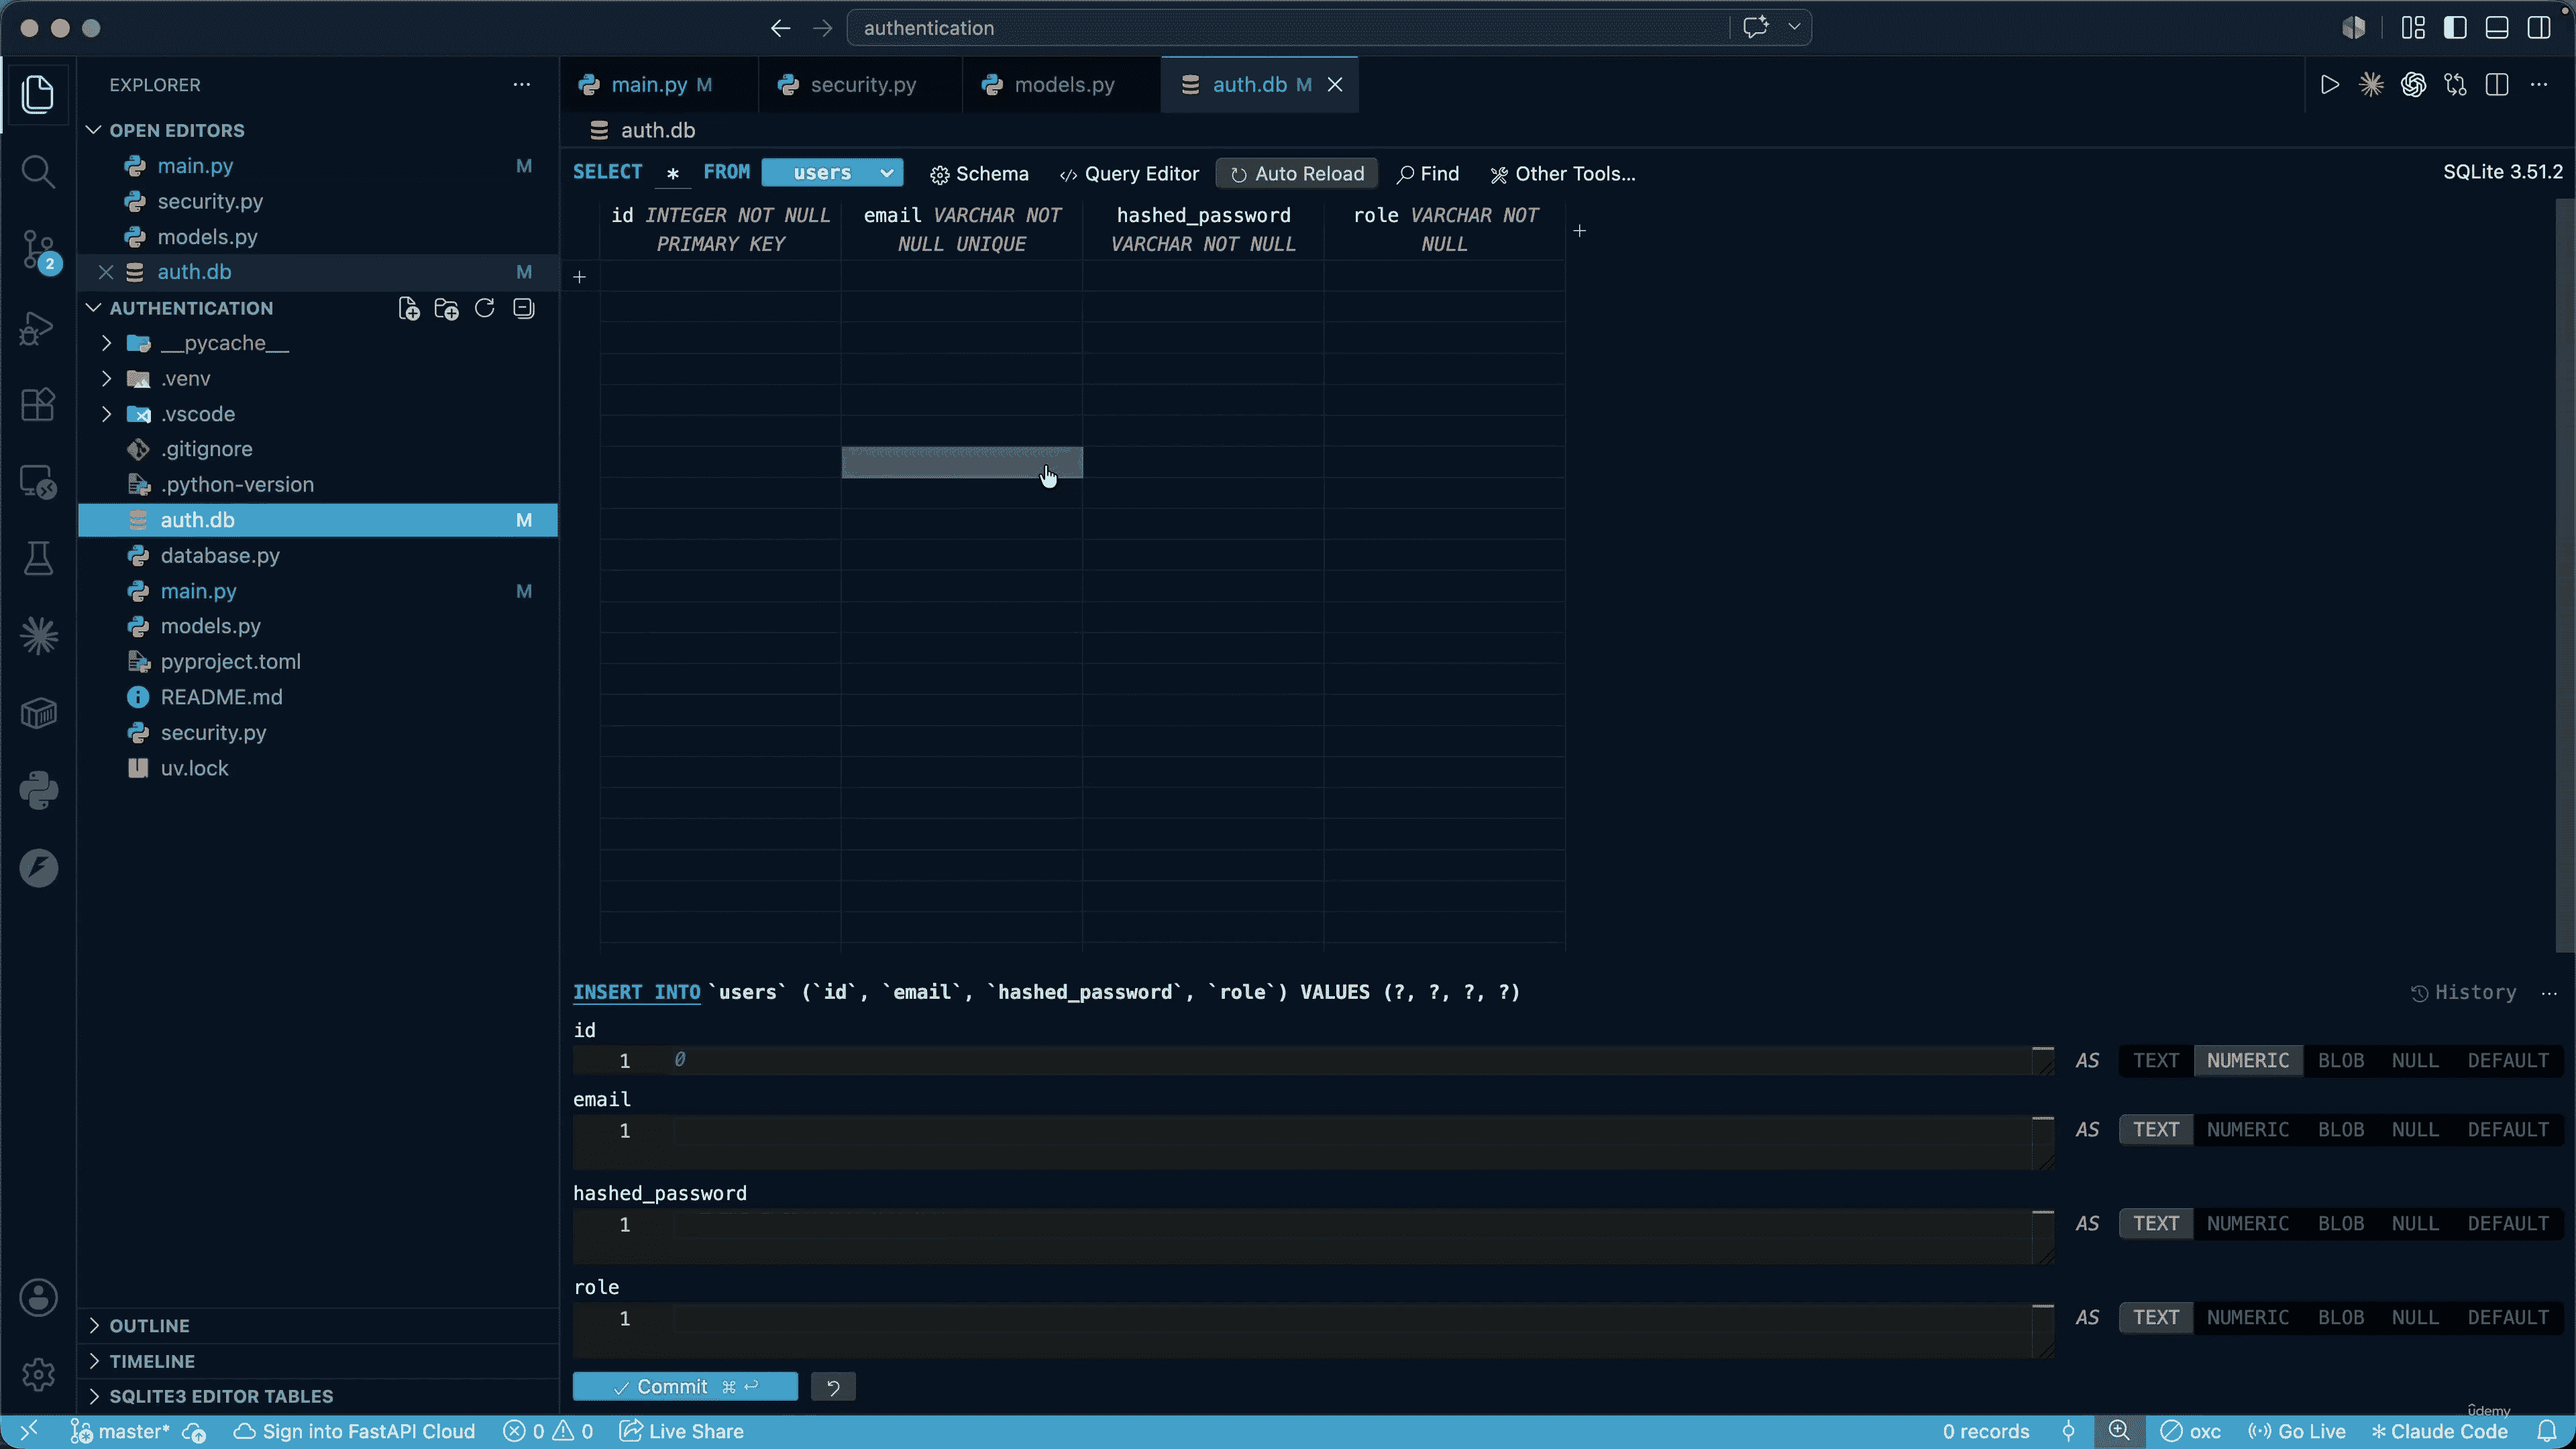 authentication
EXPLORER
OPEN EDITORS
main.py M
security.py
models.py
auth.db M
AUTHENTICATION
__pycache__
.venv
.vscode
.gitignore
.python-version
auth.db M
database.py
main.py M
models.py
pyproject.toml
README.md
security.py
uv.lock
OUTLINE
TIMELINE
SQLITE3 EDITOR TABLES
2
main.py M security.py models.py auth.db M
auth.db
SELECT * FROM users Schema Query Editor Auto Reload Find Other Tools... SQLite 3.51.2
id INTEGER NOT NULL PRIMARY KEY
email VARCHAR NOT NULL UNIQUE
hashed_password VARCHAR NOT NULL
role VARCHAR NOT NULL
INSERT INTO `users` (`id`, `email`, `hashed_password`, `role`) VALUES (?, ?, ?, ?) History
id
1 0 AS TEXT NUMERIC BLOB NULL DEFAULT
email
1 AS TEXT NUMERIC BLOB NULL DEFAULT
hashed_password
1 AS TEXT NUMERIC BLOB NULL DEFAULT
role
1 AS TEXT NUMERIC BLOB NULL DEFAULT
Commit ⌘
udemy
master* Sign into FastAPI Cloud 0 0 Live Share 0 records oxc Go Live Claude Code